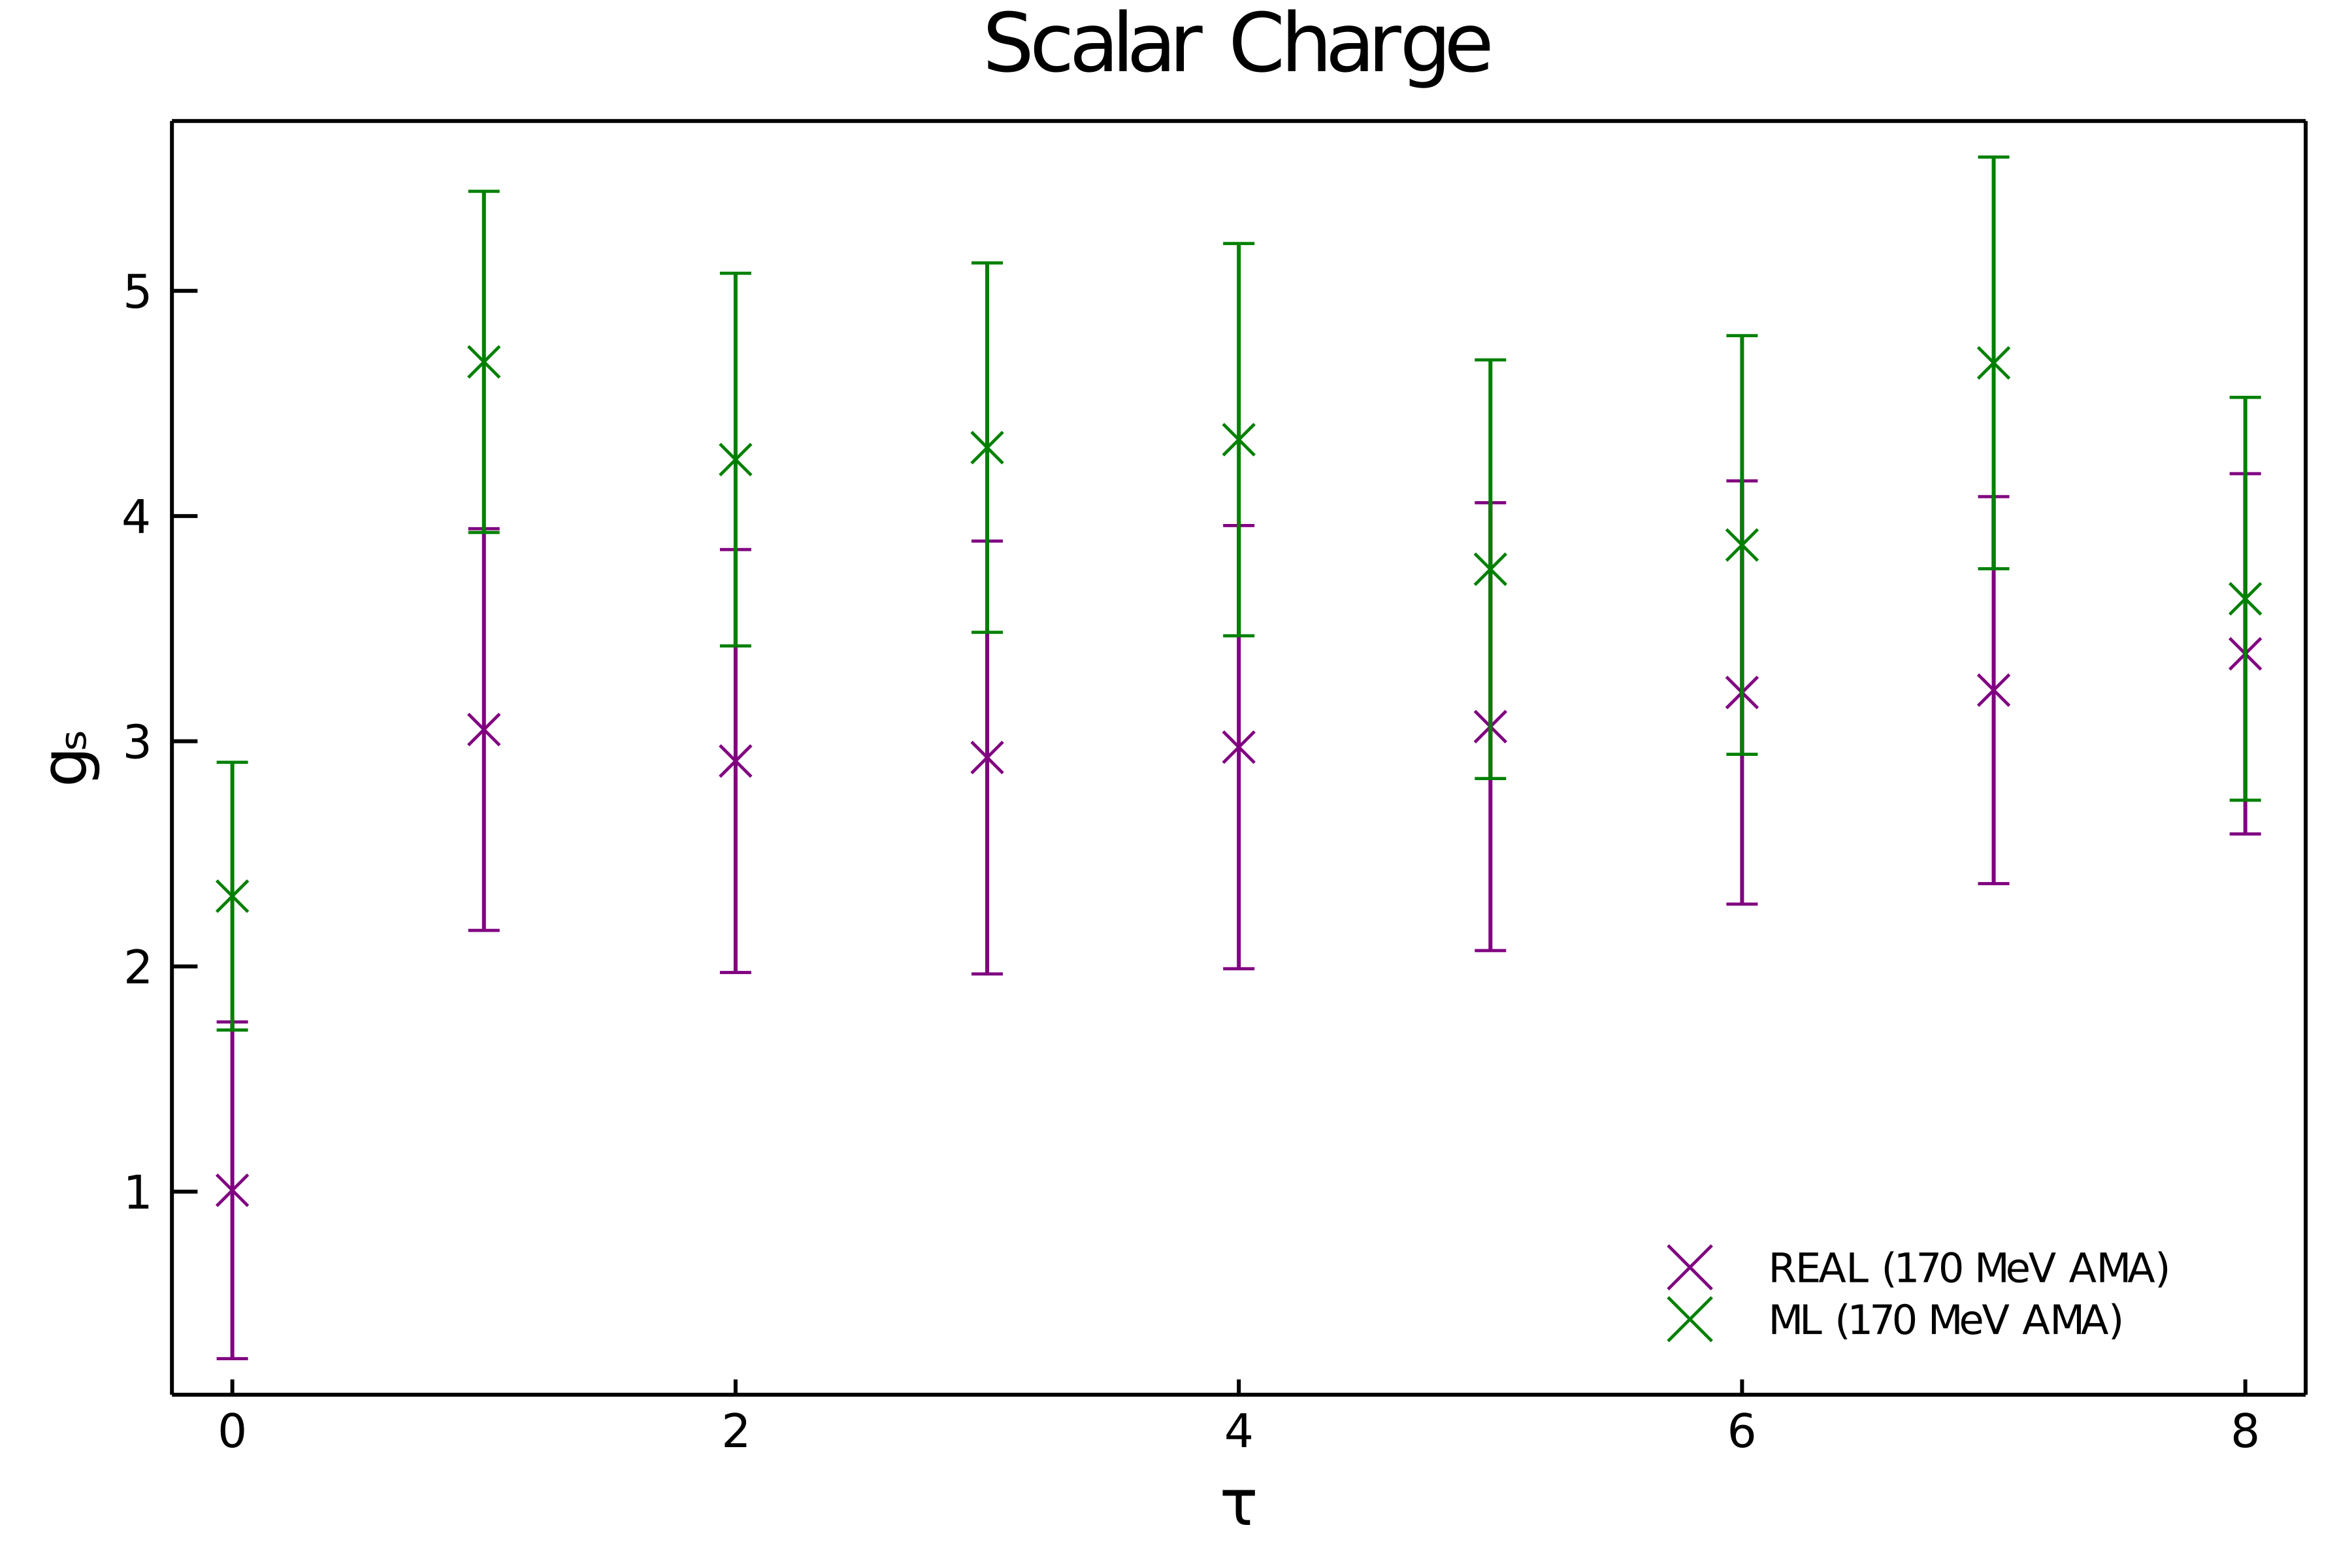 Scalar Charge
5
4
3
2
1
gₛ
0 2 4 6 8
τ
REAL (170 MeV AMA)
ML (170 MeV AMA)